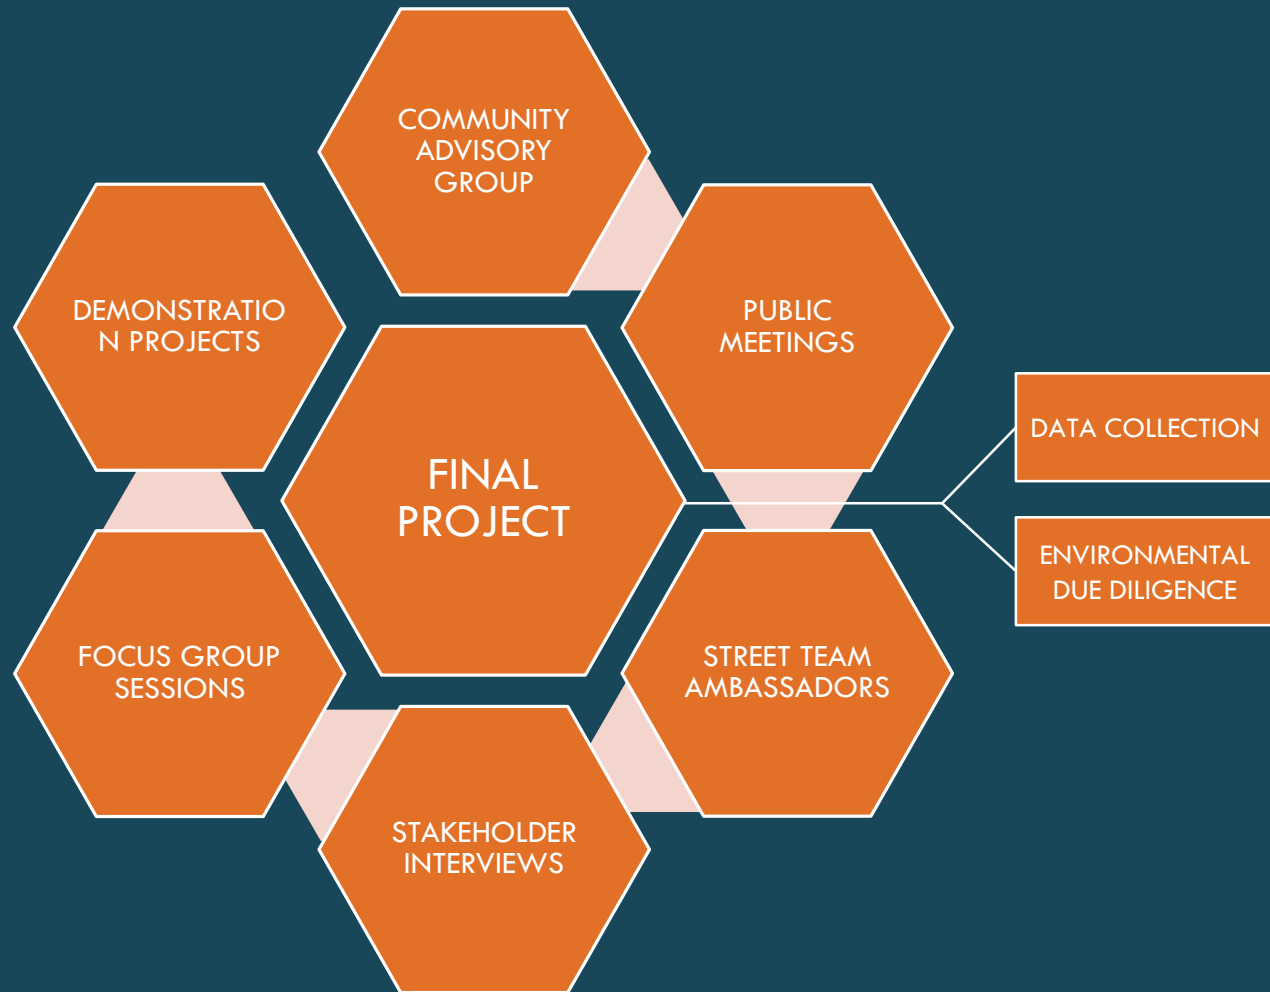 COMMUNITY
ADVISORY
GROUP
DEMONSTRATIO
N PROJECTS
PUBLIC
MEETINGS
FINAL
PROJECT
DATA COLLECTION
ENVIRONMENTAL
DUE DILIGENCE
FOCUS GROUP
SESSIONS
STREET TEAM
AMBASSADORS
STAKEHOLDER
INTERVIEWS